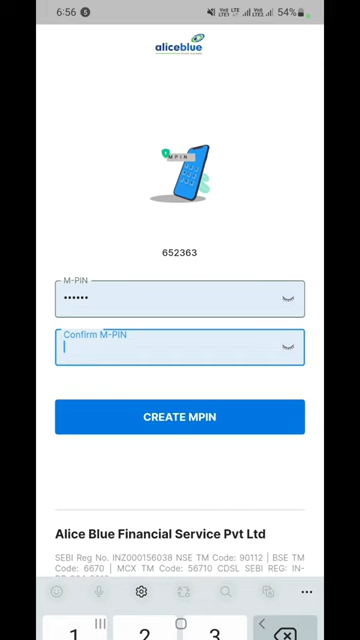 6:56 54%
aliceblue
MPIN
652363
M-PIN
••••••
Confirm M-PIN
CREATE MPIN
Alice Blue Financial Service Pvt Ltd
SEBI Reg No. INZ000156038 NSE TM Code: 90112 | BSE TM
Code: 6670 | MCX TM Code: 56710 CDSL SEBI REG: IN-
1 2 3